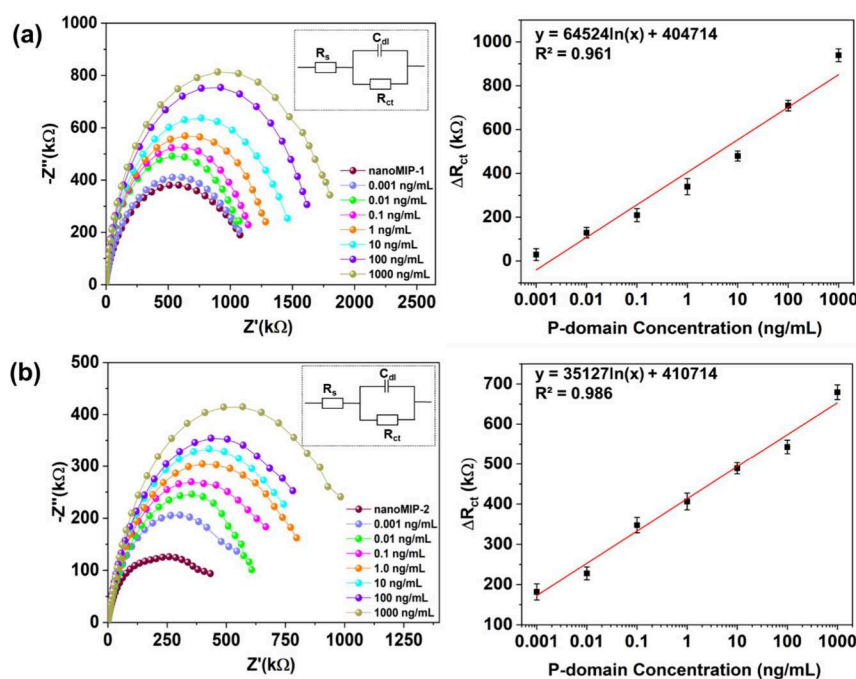 (a)
-Z''(kΩ)
1000
800
600
400
200
0
0 500 1000 1500 2000 2500
Z'(kΩ)
Rs
Cdl
Rct
nanoMIP-1
0.001 ng/mL
0.01 ng/mL
0.1 ng/mL
1 ng/mL
10 ng/mL
100 ng/mL
1000 ng/mL
y = 64524ln(x) + 404714
R² = 0.961
ΔRct (kΩ)
1000
800
600
400
200
0
0.001 0.01 0.1 1 10 100 1000
P-domain Concentration (ng/mL)
(b)
-Z''(kΩ)
500
400
300
200
100
0
0 250 500 750 1000 1250
Z'(kΩ)
Rs
Cdl
Rct
nanoMIP-2
0.001 ng/mL
0.01 ng/mL
0.1 ng/mL
1.0 ng/mL
10 ng/mL
100 ng/mL
1000 ng/mL
y = 35127ln(x) + 410714
R² = 0.986
ΔRct (kΩ)
700
600
500
400
300
200
100
0.001 0.01 0.1 1 10 100 1000
P-domain Concentration (ng/mL)